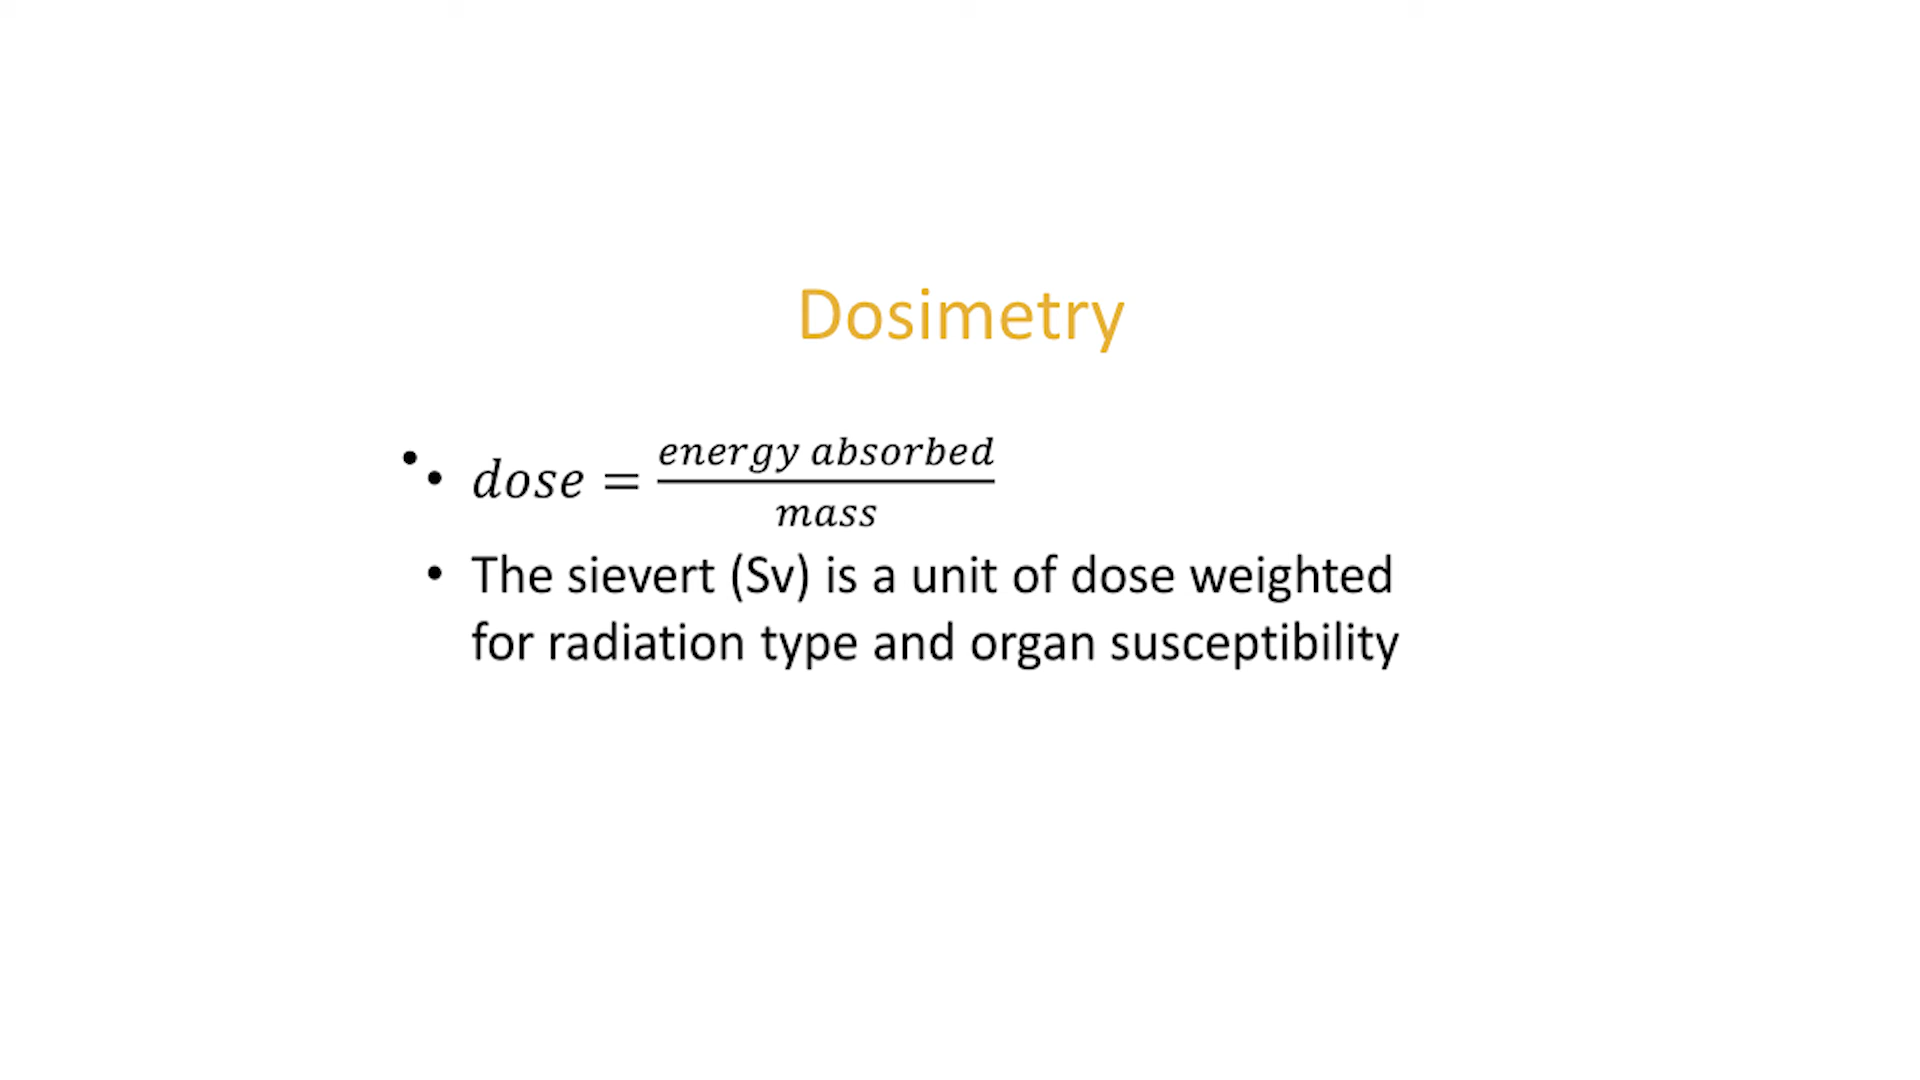 Dosimetry
• • dose = energy absorbed / mass
• The sievert (Sv) is a unit of dose weighted
for radiation type and organ susceptibility